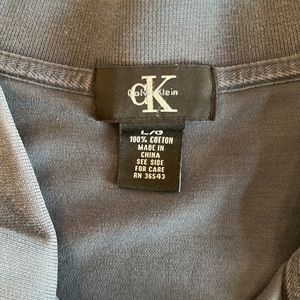 cK
Calvin Klein
L/G
100% COTTON
MADE IN
CHINA
SEE SIDE
FOR CARE
RN 36543